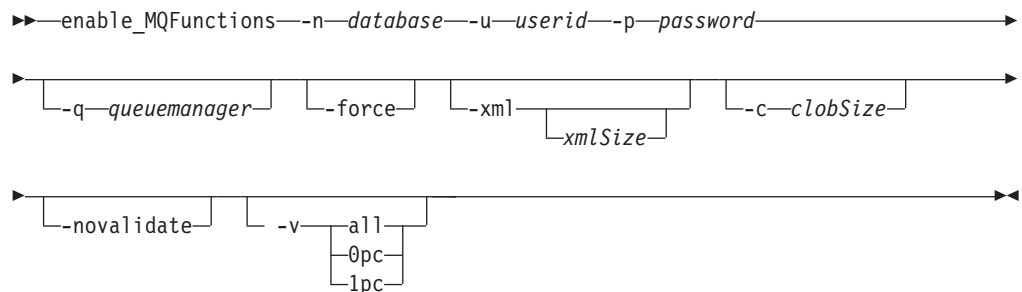 enable_MQFunctions -n database -u userid -p password
-q queuemanager -force -xml xmlSize -c clobSize
-novalidate -v all
0pc
1pc